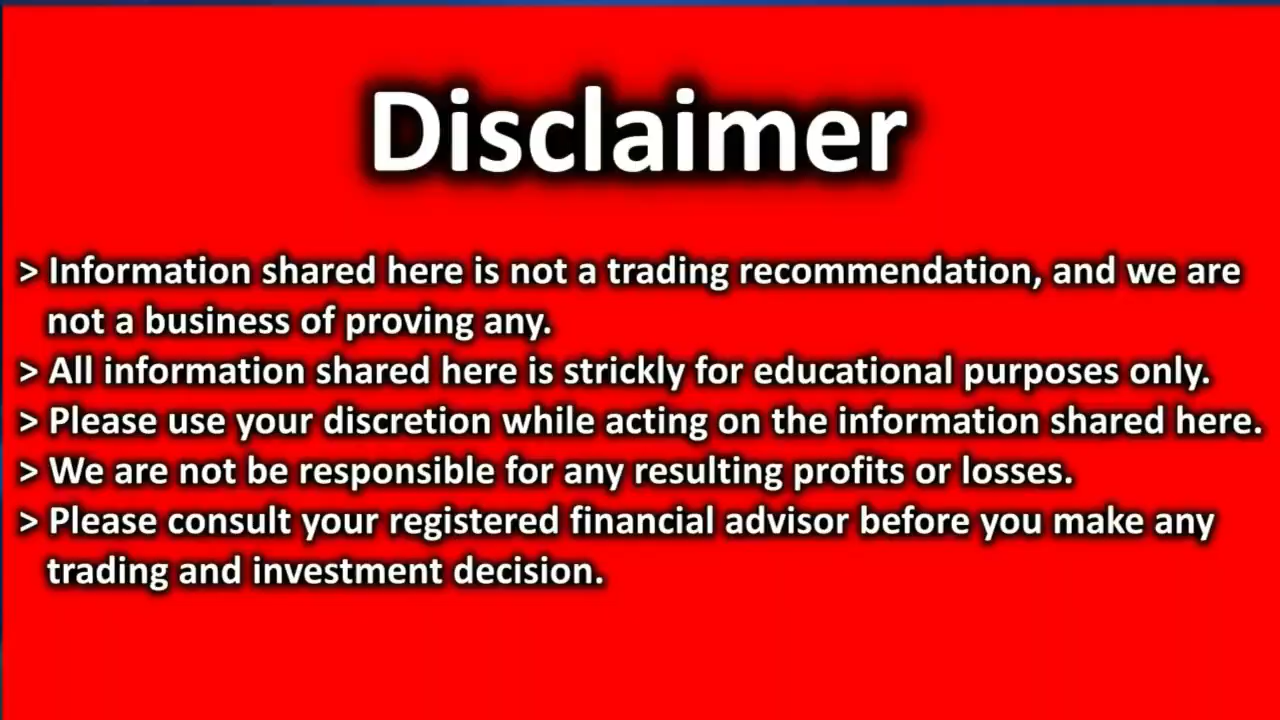 Disclaimer
> Information shared here is not a trading recommendation, and we are
not a business of proving any.
> All information shared here is strickly for educational purposes only.
> Please use your discretion while acting on the information shared here.
> We are not be responsible for any resulting profits or losses.
> Please consult your registered financial advisor before you make any
trading and investment decision.